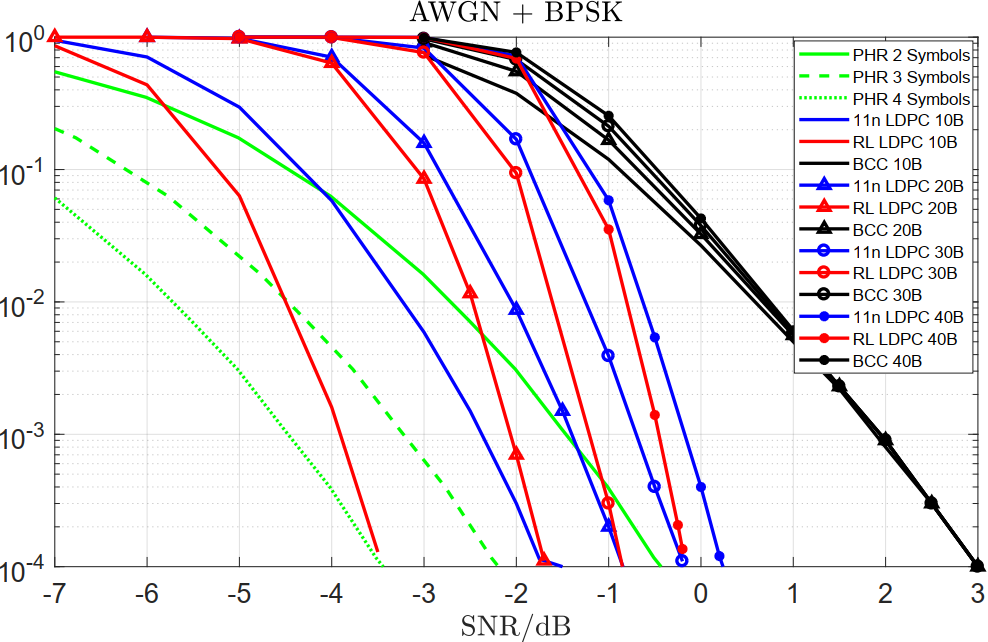 AWGN + BPSK
10^0
10^-1
10^-2
10^-3
10^-4
PHR 2 Symbols
PHR 3 Symbols
PHR 4 Symbols
11n LDPC 10B
RL LDPC 10B
BCC 10B
11n LDPC 20B
RL LDPC 20B
BCC 20B
11n LDPC 30B
RL LDPC 30B
BCC 30B
11n LDPC 40B
RL LDPC 40B
BCC 40B
-7 -6 -5 -4 -3 -2 -1 0 1 2 3
SNR/dB